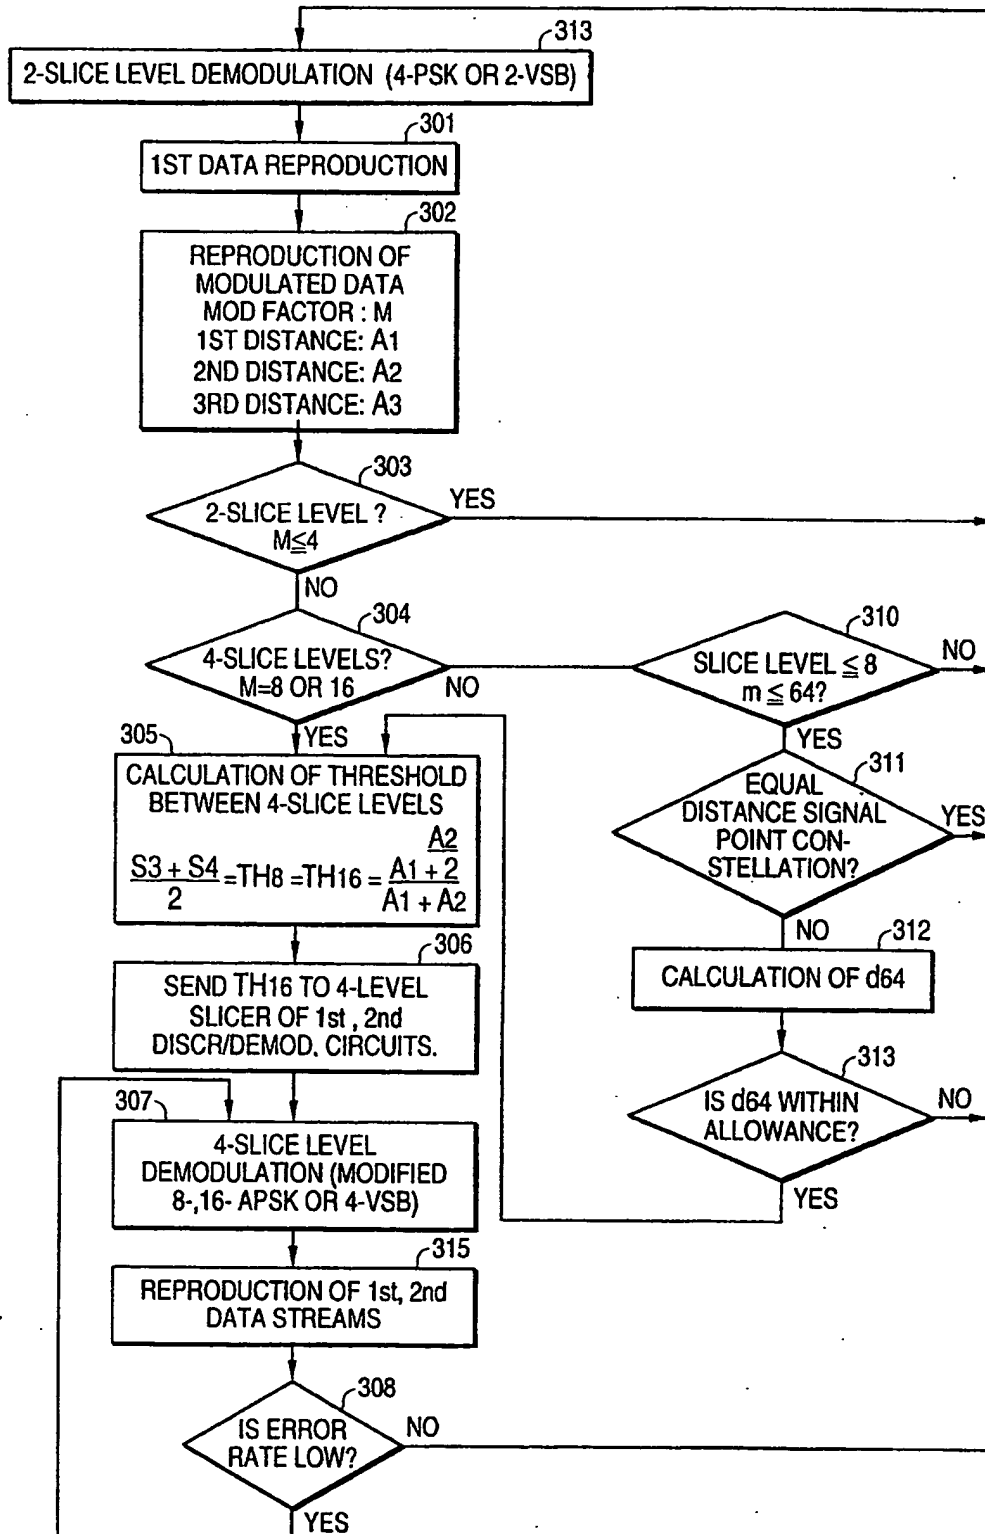 313
2-SLICE LEVEL DEMODULATION (4-PSK OR 2-VSB)
301
1ST DATA REPRODUCTION
302
REPRODUCTION OF
MODULATED DATA
MOD FACTOR : M
1ST DISTANCE: A1
2ND DISTANCE: A2
3RD DISTANCE: A3
303
2-SLICE LEVEL ?
M≦4
YES
NO
304
4-SLICE LEVELS?
M=8 OR 16
NO
YES
310
SLICE LEVEL ≦ 8
m ≦ 64?
NO
YES
305
CALCULATION OF THRESHOLD
BETWEEN 4-SLICE LEVELS
A2
S3 + S4 A1 + 2
=TH8 =TH16 =
2 A1 + A2
311
EQUAL
DISTANCE SIGNAL
POINT CON-
STELLATION?
YES
NO
306
SEND TH16 TO 4-LEVEL
SLICER OF 1st , 2nd
DISCR/DEMOD. CIRCUITS.
312
CALCULATION OF d64
313
IS d64 WITHIN
ALLOWANCE?
NO
YES
307
4-SLICE LEVEL
DEMODULATION (MODIFIED
8-,16- APSK OR 4-VSB)
315
REPRODUCTION OF 1st, 2nd
DATA STREAMS
308
IS ERROR
RATE LOW?
NO
YES